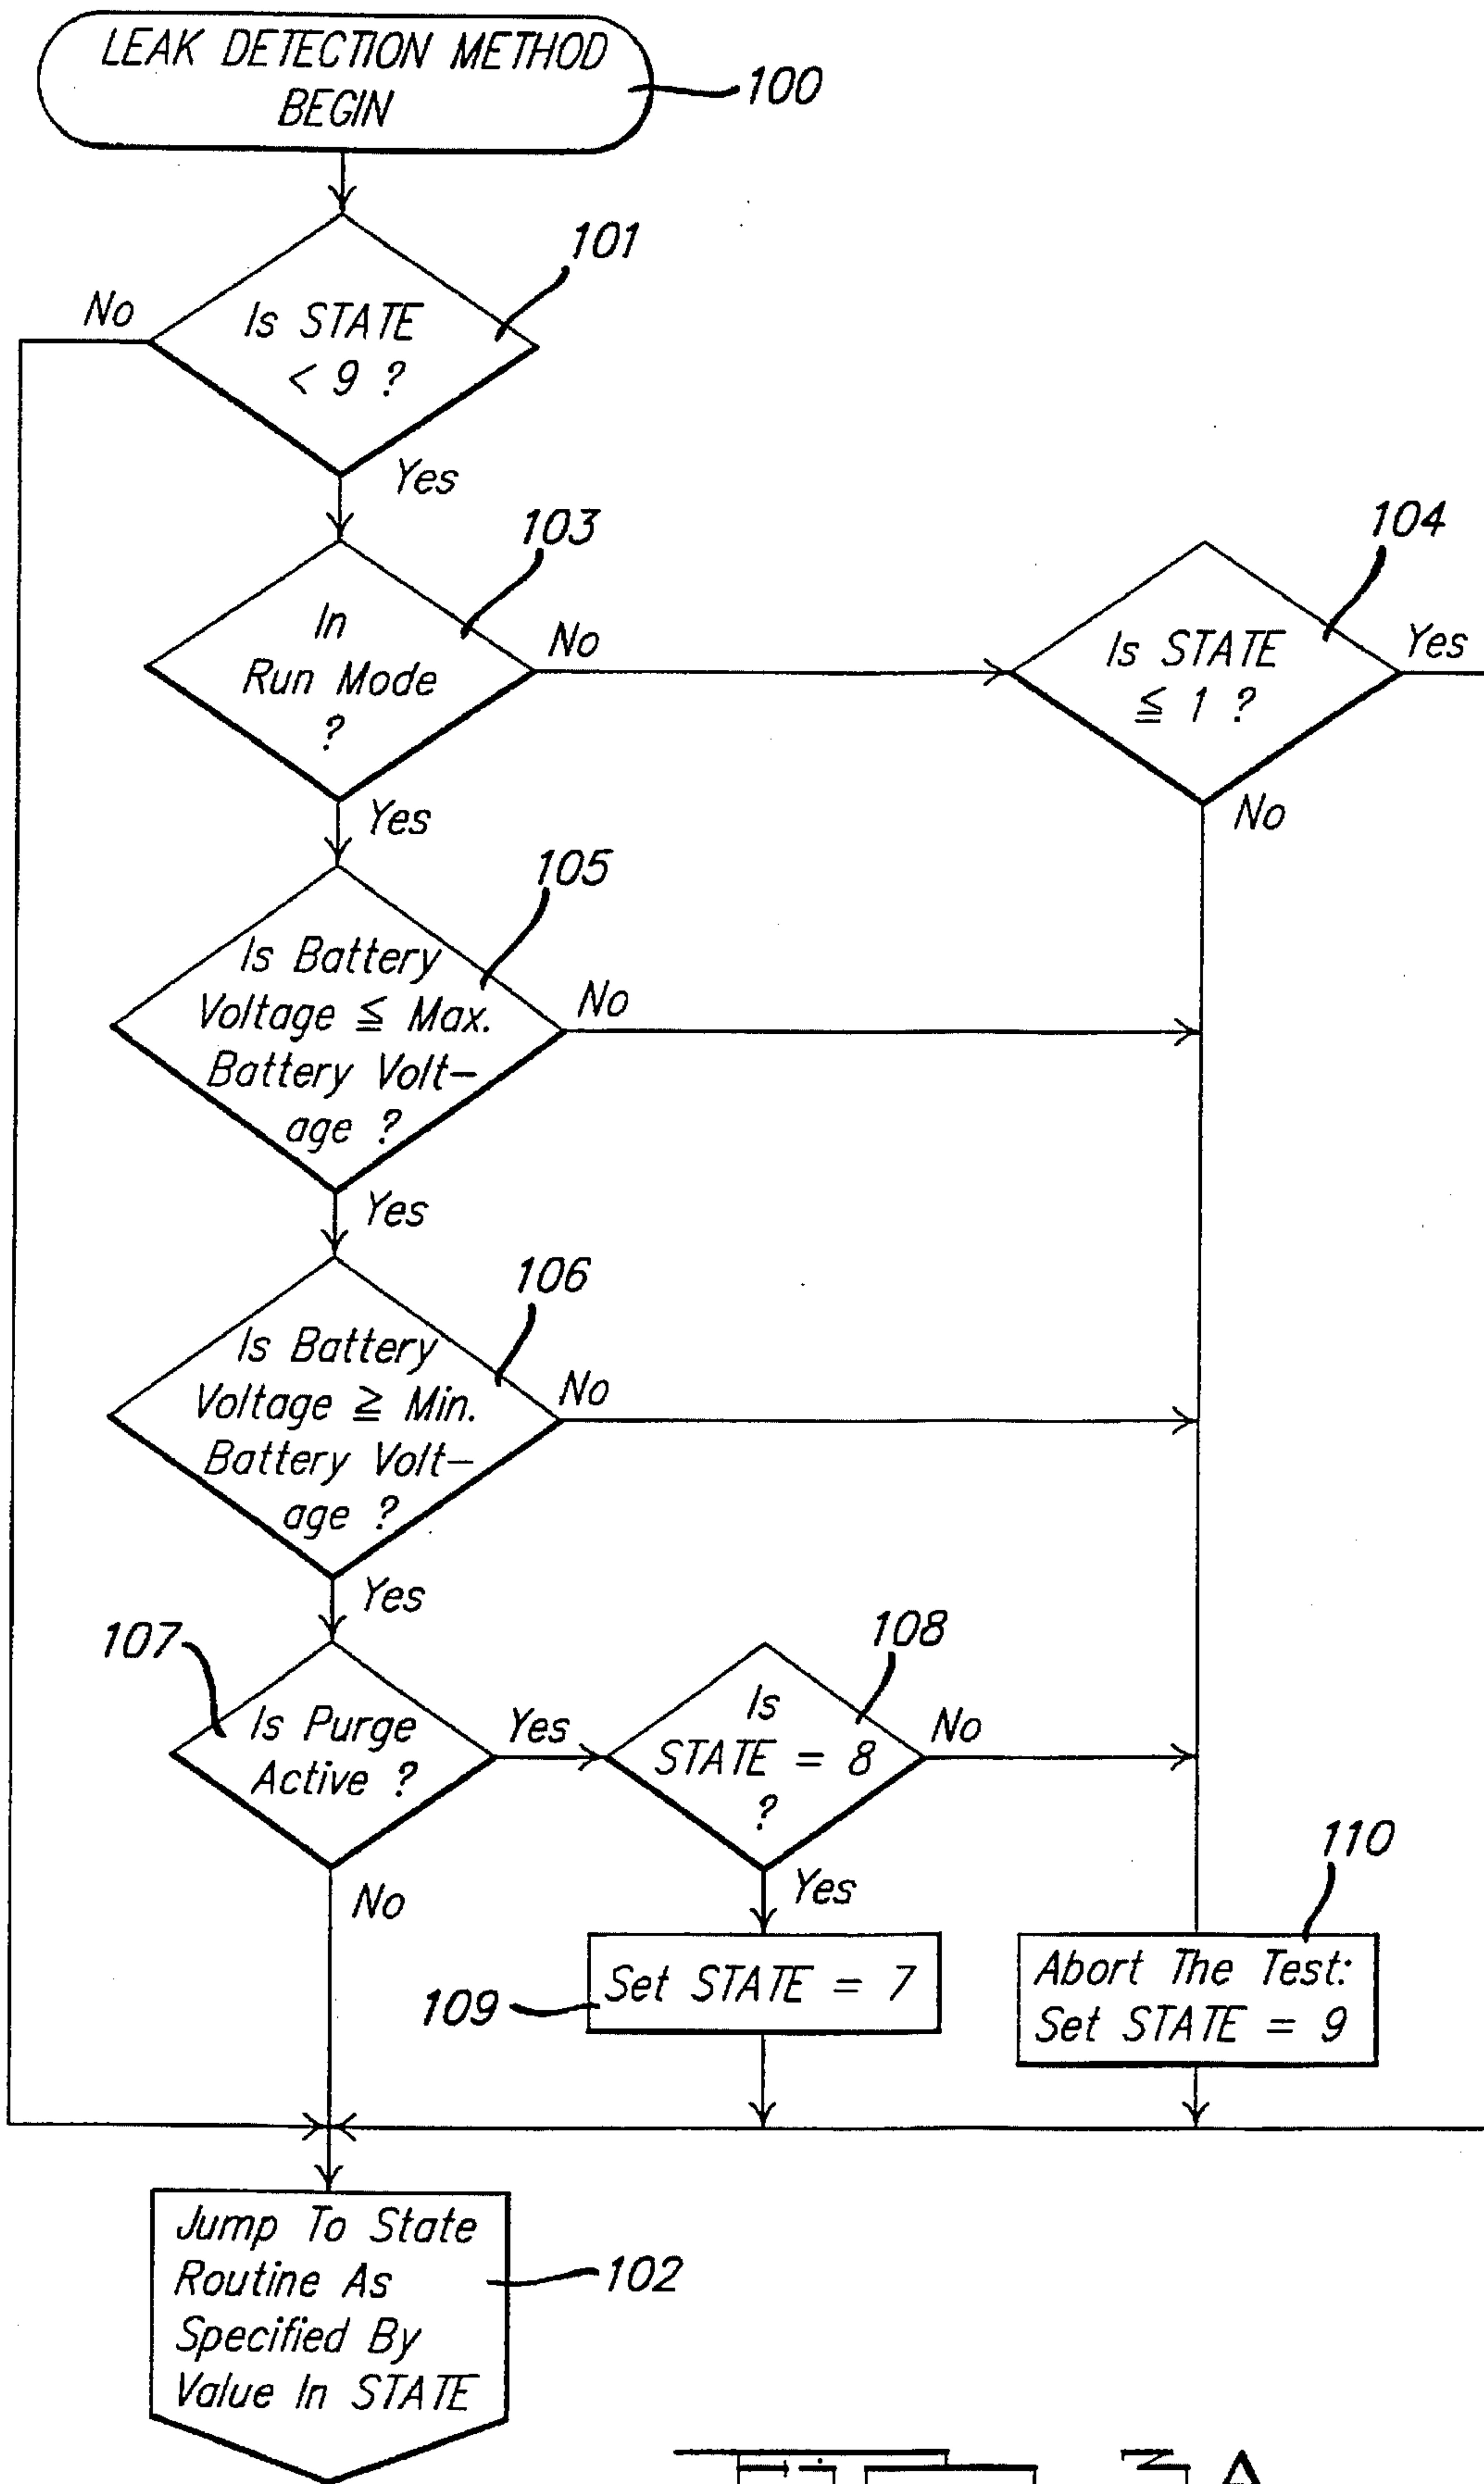 LEAK DETECTION METHOD
BEGIN
100
101
Is STATE
< 9 ?
No
Yes
103
In
Run Mode
?
No
Yes
104
Is STATE
≦ 1 ?
Yes
No
105
Is Battery
Voltage ≦ Max.
Battery Volt-
age ?
No
Yes
106
Is Battery
Voltage ≧ Min.
Battery Volt-
age ?
No
Yes
107
Is Purge
Active ?
Yes
No
108
Is
STATE = 8
?
No
Yes
109
Set STATE = 7
110
Abort The Test:
Set STATE = 9
Jump To State
Routine As
Specified By
Value In STATE
102